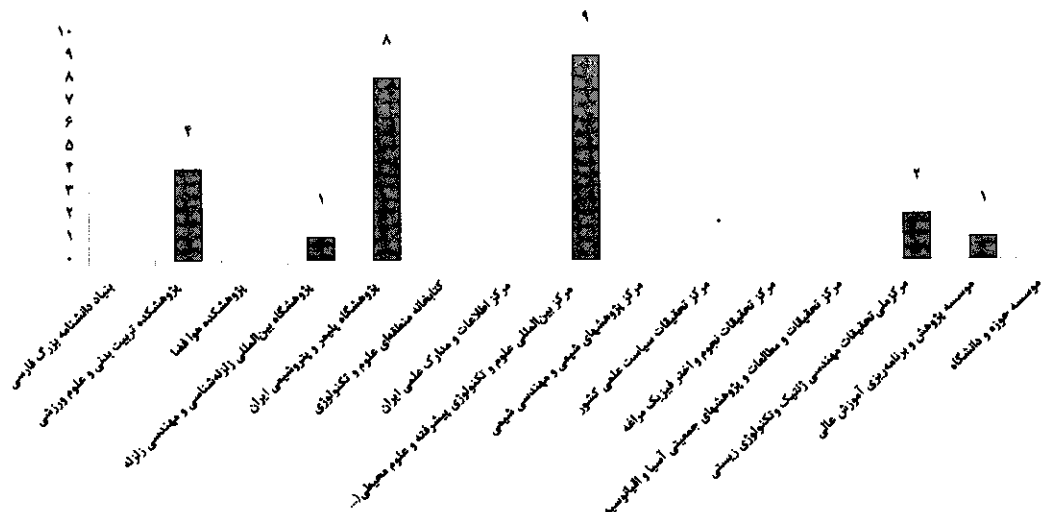 ۱۰
۹
۸
۷
۶
۵
۴
۳
۲
۱
۰
۴
۱
۸
۹
۰
۲
۱
بنیاد دانشنامه بزرگ فارسی
پژوهشکده تربیت بدنی و علوم ورزشی
پژوهشکده هوا فضا
پژوهشگاه بین‌المللی زلزله‌شناسی و مهندسی زلزله
پژوهشگاه پلیمر و پتروشیمی ایران
کتابخانه منطقه‌ای علوم و تکنولوژی
مرکز اطلاعات و مدارک علمی ایران
مرکز بین‌المللی علوم و تکنولوژی پیشرفته و علوم محیطی(...
مرکز پژوهشهای شیمی و مهندسی شیمی
مرکز تحقیقات سیاست علمی کشور
مرکز تحقیقات نجوم و اختر فیزیک مراغه
مرکز تحقیقات و مطالعات و پژوهشهای جمعیتی آسیا و اقیانوسیه
مرکزملی تحقیقات مهندسی ژنتیک وتکنولوژی زیستی
موسسه پژوهش و برنامه‌ریزی آموزش عالی
موسسه حوزه و دانشگاه